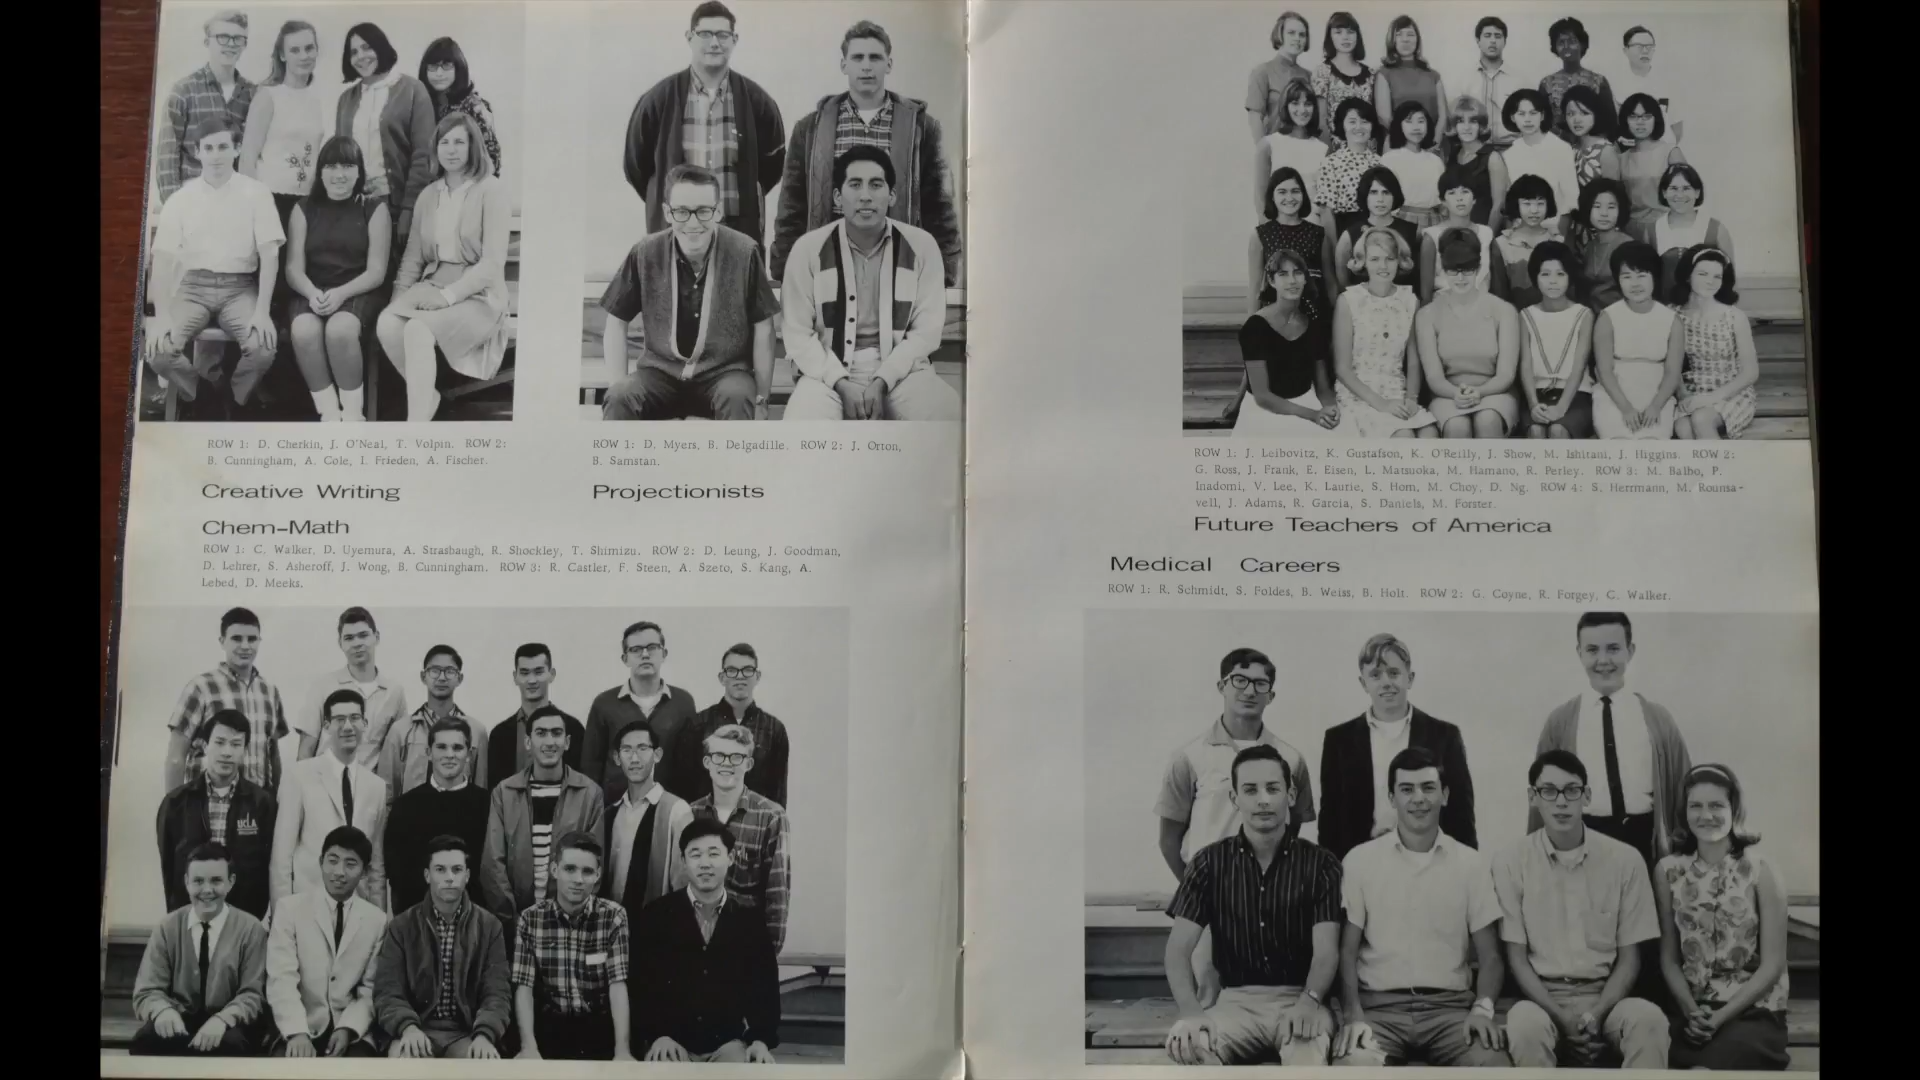 ROW 1: D. Cherkin, J. O'Neal, T. Volpin. ROW 2:
B. Cunningham, A. Cole, I. Frieden, A. Fischer.
Creative Writing
ROW 1: D. Myers, B. Delgadille. ROW 2: J. Orton,
B. Samstan.
Projectionists
Chem-Math
ROW 1: C. Walker, D. Uyemura, A. Strasbaugh, R. Shockley, T. Shimizu. ROW 2: D. Leung, J. Goodman,
D. Lehrer, S. Asheroff, J. Wong, B. Cunningham. ROW 3: R. Castler, F. Steen, A. Szeto, S. Kang, A.
Lebed, D. Meeks.
UCLA
ROW 1: J. Leibovitz, K. Gustafson, K. O'Reilly, J. Show, M. Ishitani, J. Higgins. ROW 2:
G. Ross, J. Frank, E. Eisen, L. Matsuoka, M. Hamano, R. Perley. ROW 3: M. Balbo, P.
Inadomi, V. Lee, K. Laurie, S. Hom, M. Choy, D. Ng. ROW 4: S. Herrmann, M. Rounsa-
vell, J. Adams, R. Garcia, S. Daniels, M. Forster.
Future Teachers of America
Medical Careers
ROW 1: R. Schmidt, S. Foldes, B. Weiss, B. Holt. ROW 2: G. Coyne, R. Forgey, C. Walker.